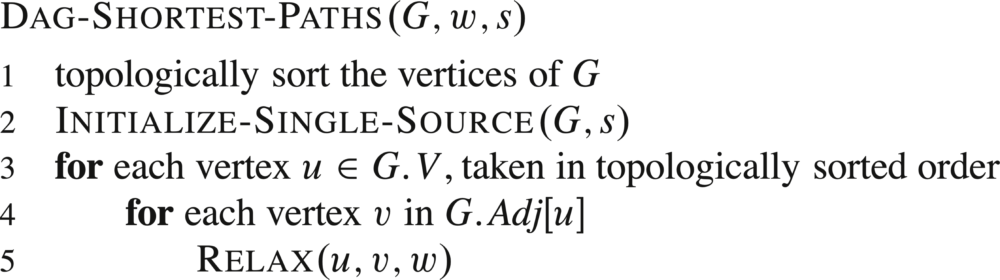 DAG-SHORTEST-PATHS(G, w, s)
1 topologically sort the vertices of G
2 INITIALIZE-SINGLE-SOURCE(G, s)
3 for each vertex u ∈ G.V, taken in topologically sorted order
4 for each vertex v in G.Adj[u]
5 RELAX(u, v, w)